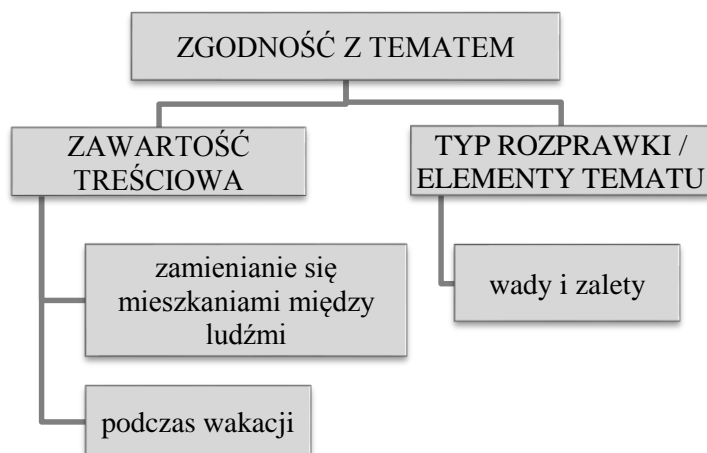 ZGODNOŚĆ Z TEMATEM
ZAWARTOŚĆ
TREŚCIOWA
TYP ROZPRAWKI /
ELEMENTY TEMATU
zamienianie się
mieszkaniami między
ludźmi
wady i zalety
podczas wakacji